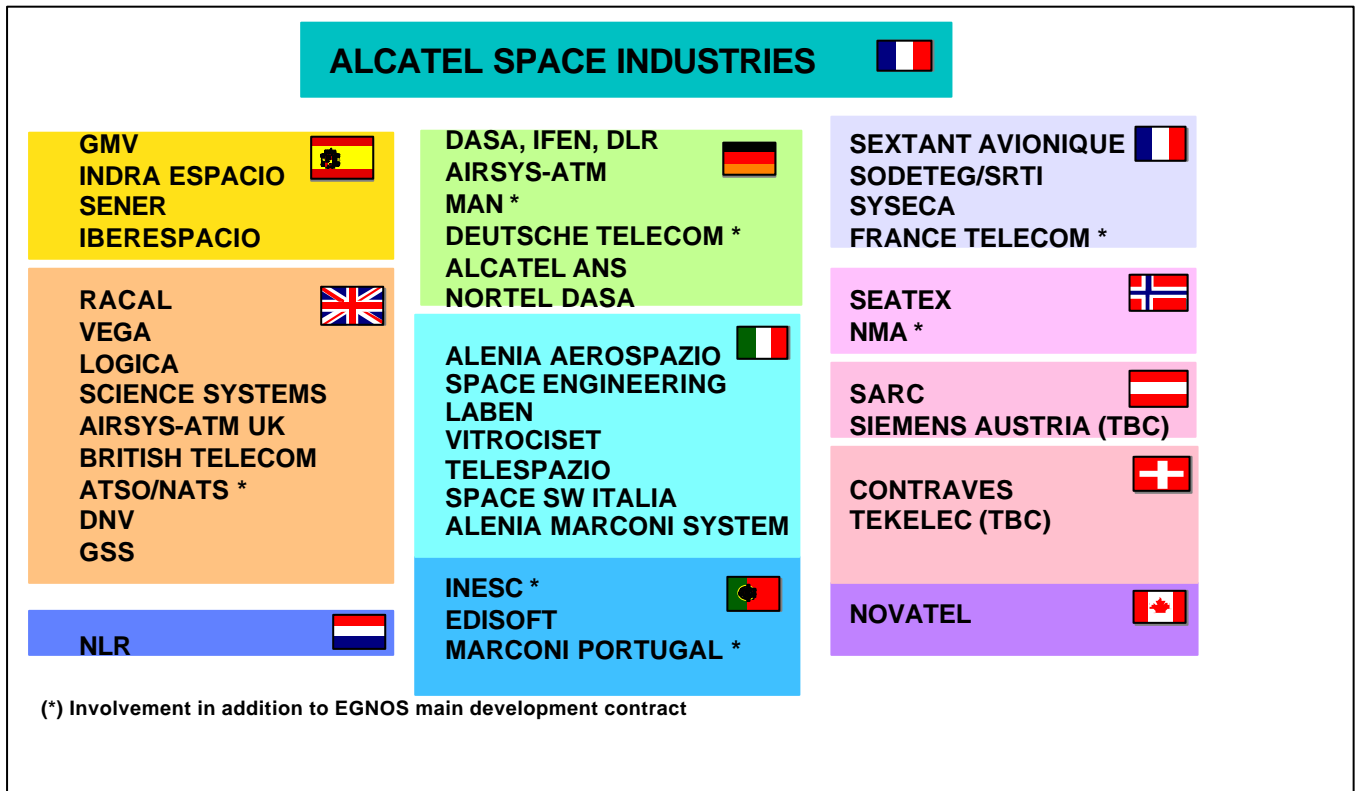 ALCATEL SPACE INDUSTRIES
GMV
INDRA ESPACIO
SENER
IBERESPACIO
RACAL
VEGA
LOGICA
SCIENCE SYSTEMS
AIRSYS-ATM UK
BRITISH TELECOM
ATSO/NATS *
DNV
GSS
NLR
DASA, IFEN, DLR
AIRSYS-ATM
MAN *
DEUTSCHE TELECOM *
ALCATEL ANS
NORTEL DASA
ALENIA AEROSPAZIO
SPACE ENGINEERING
LABEN
VITROCISET
TELESPAZIO
SPACE SW ITALIA
ALENIA MARCONI SYSTEM
INESC *
EDISOFT
MARCONI PORTUGAL *
SEXTANT AVIONIQUE
SODETEG/SRTI
SYSECA
FRANCE TELECOM *
SEATEX
NMA *
SARC
SIEMENS AUSTRIA (TBC)
CONTRAVES
TEKELEC (TBC)
NOVATEL
(*) Involvement in addition to EGNOS main development contract